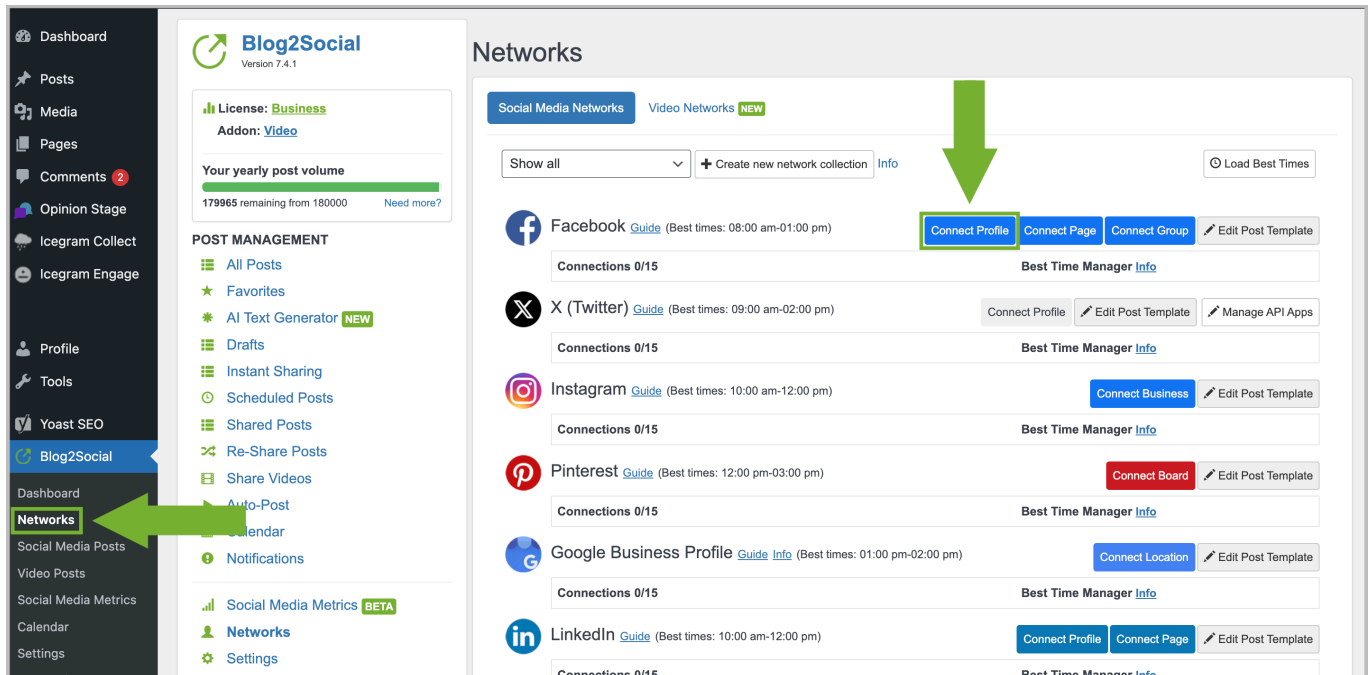 Dashboard
Posts
Media
Pages
Comments 2
Opinion Stage
Icegram Collect
Icegram Engage
Profile
Tools
Yoast SEO
Blog2Social
Dashboard
Networks
Social Media Posts
Video Posts
Social Media Metrics
Calendar
Settings
Blog2Social
Version 7.4.1
License: Business
Addon: Video
Your yearly post volume
179965 remaining from 180000 Need more?
POST MANAGEMENT
All Posts
Favorites
AI Text Generator NEW
Drafts
Instant Sharing
Scheduled Posts
Shared Posts
Re-Share Posts
Share Videos
Auto-Post
Calendar
Notifications
Social Media Metrics BETA
Networks
Settings
Networks
Social Media Networks Video Networks NEW
Show all Create new network collection Info Load Best Times
Facebook Guide (Best times: 08:00 am-01:00 pm) Connect Profile Connect Page Connect Group Edit Post Template
Connections 0/15 Best Time Manager Info
X (Twitter) Guide (Best times: 09:00 am-02:00 pm) Connect Profile Edit Post Template Manage API Apps
Connections 0/15 Best Time Manager Info
Instagram Guide (Best times: 10:00 am-12:00 pm) Connect Business Edit Post Template
Connections 0/15 Best Time Manager Info
Pinterest Guide (Best times: 12:00 pm-03:00 pm) Connect Board Edit Post Template
Connections 0/15 Best Time Manager Info
Google Business Profile Guide Info (Best times: 01:00 pm-02:00 pm) Connect Location Edit Post Template
Connections 0/15 Best Time Manager Info
LinkedIn Guide (Best times: 10:00 am-12:00 pm) Connect Profile Connect Page Edit Post Template
Connections 0/15 Best Time Manager Info